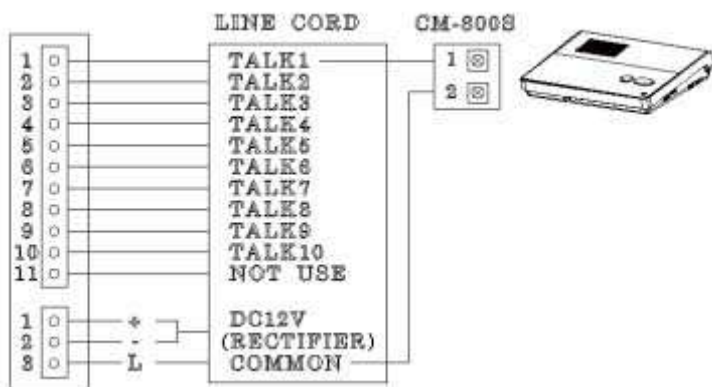 LINE CORD CM-800S
1 TALK1 1
2 TALK2
3 TALK3 2
4 TALK4
5 TALK5
6 TALK6
7 TALK7
8 TALK8
9 TALK9
10 TALK10
11 NOT USE
1 + DC12V
2 - (RECTIFIER)
3 L COMMON